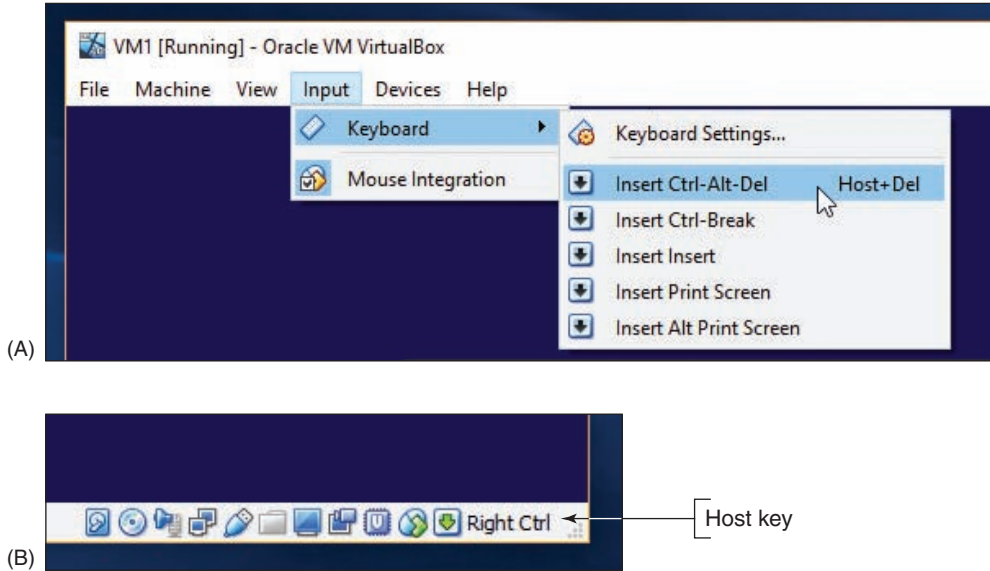 VM1 [Running] - Oracle VM VirtualBox
File Machine View Input Devices Help
Keyboard
Mouse Integration
Keyboard Settings...
Insert Ctrl-Alt-Del Host+Del
Insert Ctrl-Break
Insert Insert
Insert Print Screen
Insert Alt Print Screen
(A)
Right Ctrl
Host key
(B)